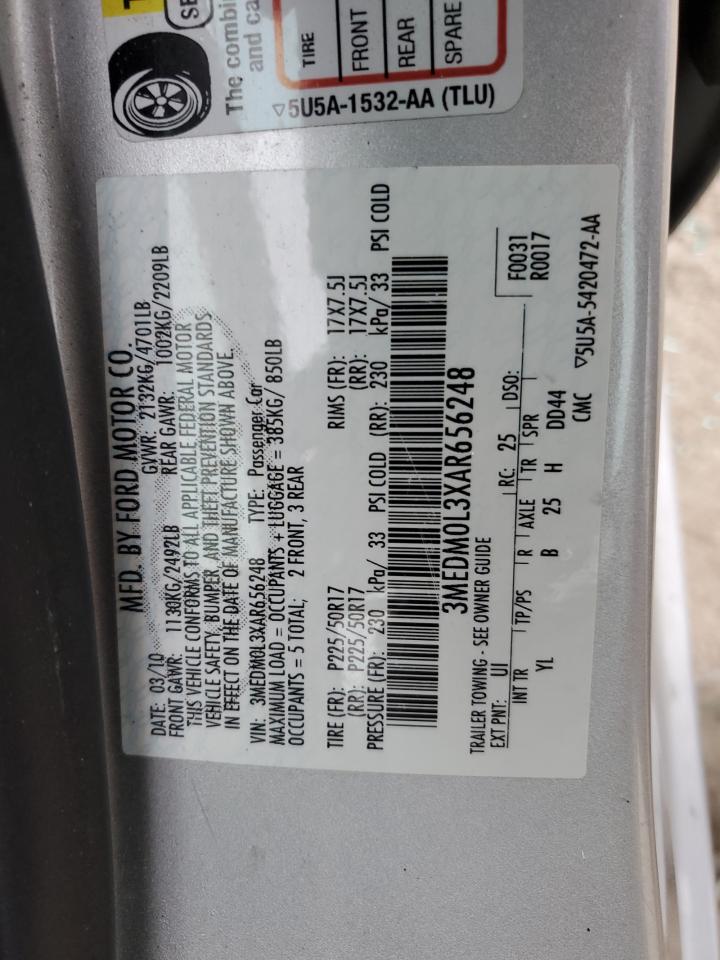 T
SE
The combin
and ca
TIRE
FRONT
REAR
SPARE
▽5U5A-1532-AA (TLU)
MFD. BY FORD MOTOR CO.
DATE: 03/10 GVWR: 2132KG/4701LB
FRONT GAWR: 1130KG/2492LB REAR GAWR: 1002KG/2209LB
THIS VEHICLE CONFORMS TO ALL APPLICABLE FEDERAL MOTOR
VEHICLE SAFETY, BUMPER, AND THEFT PREVENTION STANDARDS
IN EFFECT ON THE DATE OF MANUFACTURE SHOWN ABOVE.
VIN: 3MEDM0L3XAR656248 TYPE: Passenger Car
MAXIMUM LOAD = OCCUPANTS + LUGGAGE = 385KG/ 850LB
OCCUPANTS = 5 TOTAL; 2 FRONT, 3 REAR
TIRE (FR): P225/50R17 RIMS (FR): 17X7.5J
(RR): P225/50R17 (RR): 17X7.5J
PRESSURE (FR): 230 kPa/ 33 PSI COLD (RR): 230 kPa/ 33 PSI COLD
3MEDM0L3XAR656248
TRAILER TOWING - SEE OWNER GUIDE
EXT PNT: UI RC: 25 DSO: F0031
R0017
INT TR TP/PS R AXLE TR SPR
YL B 25 H DD44
CMC ▽5U5A-5420472-AA